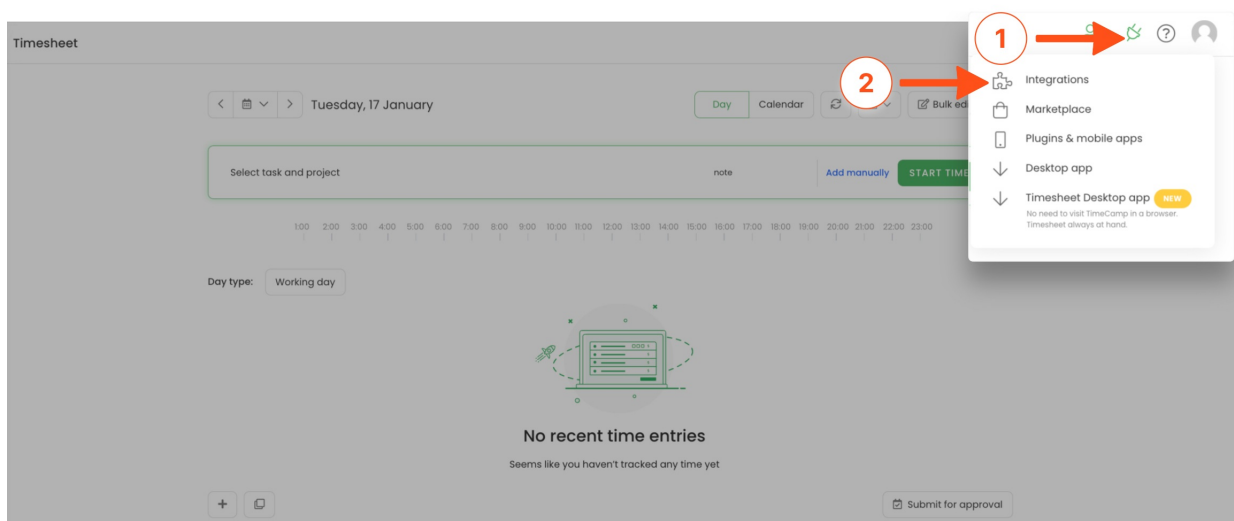 Timesheet
1
2
Tuesday, 17 January
Day
Calendar
Bulk edi
Integrations
Marketplace
Plugins & mobile apps
Desktop app
Timesheet Desktop app NEW
No need to visit TimeCamp in a browser.
Timesheet always at hand.
Select task and project
note
Add manually
START TIME
1:00 2:00 3:00 4:00 5:00 6:00 7:00 8:00 9:00 10:00 11:00 12:00 13:00 14:00 15:00 16:00 17:00 18:00 19:00 20:00 21:00 22:00 23:00
Day type: Working day
No recent time entries
Seems like you haven't tracked any time yet
Submit for approval